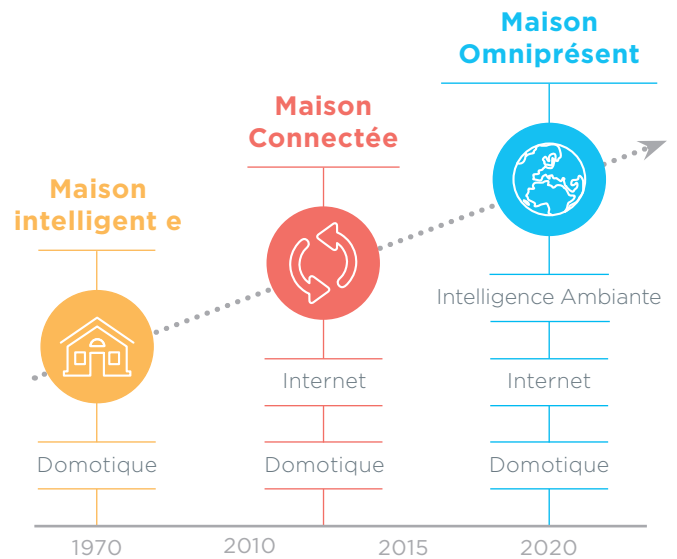 Maison
Omniprésent
Maison
Connectée
Maison
intelligent e
Intelligence Ambiante
Internet
Internet
Domotique
Domotique
Domotique
1970
2010
2015
2020